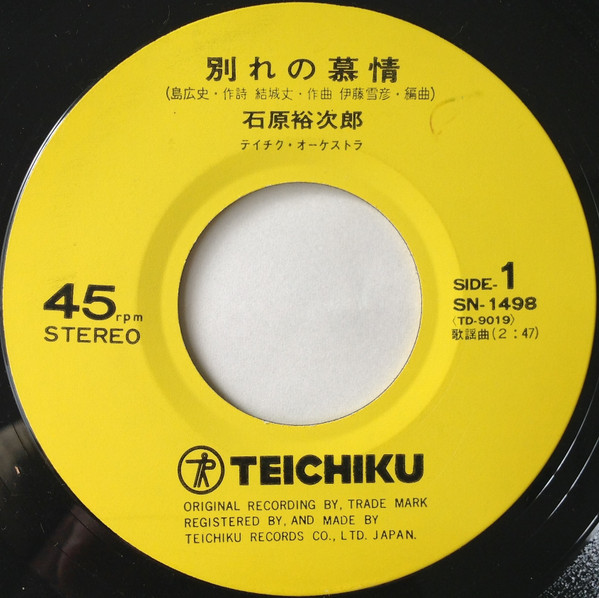 別れの慕情
(島広史・作詩 結城丈・作曲 伊藤雪彦・編曲)
石原裕次郎
テイチク・オーケストラ
45rpm
STEREO
SIDE-1
SN-1498
〈TD-9019〉
歌謡曲(2:47)
TEICHIKU
ORIGINAL RECORDING BY, TRADE MARK
REGISTERED BY, AND MADE BY
TEICHIKU RECORDS CO., LTD. JAPAN.